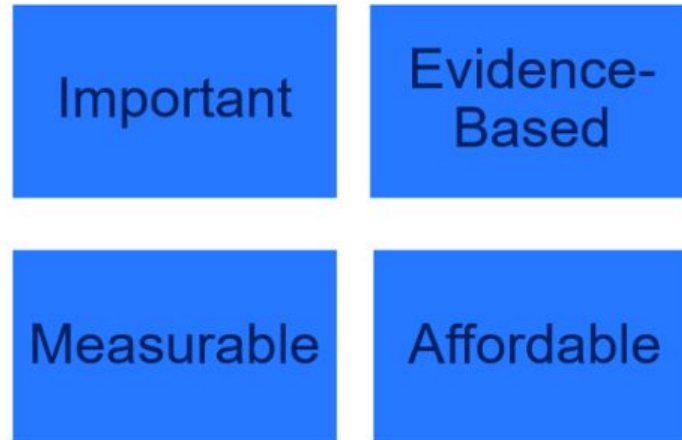 Important
Evidence-
Based
Measurable
Affordable